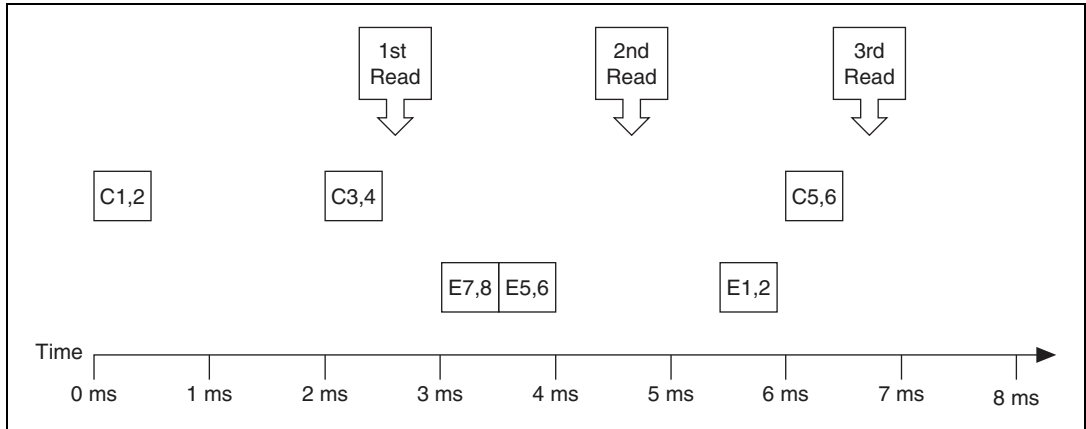 1st
Read
2nd
Read
3rd
Read
C1,2
C3,4
C5,6
E7,8
E5,6
E1,2
Time
0 ms
1 ms
2 ms
3 ms
4 ms
5 ms
6 ms
7 ms
8 ms